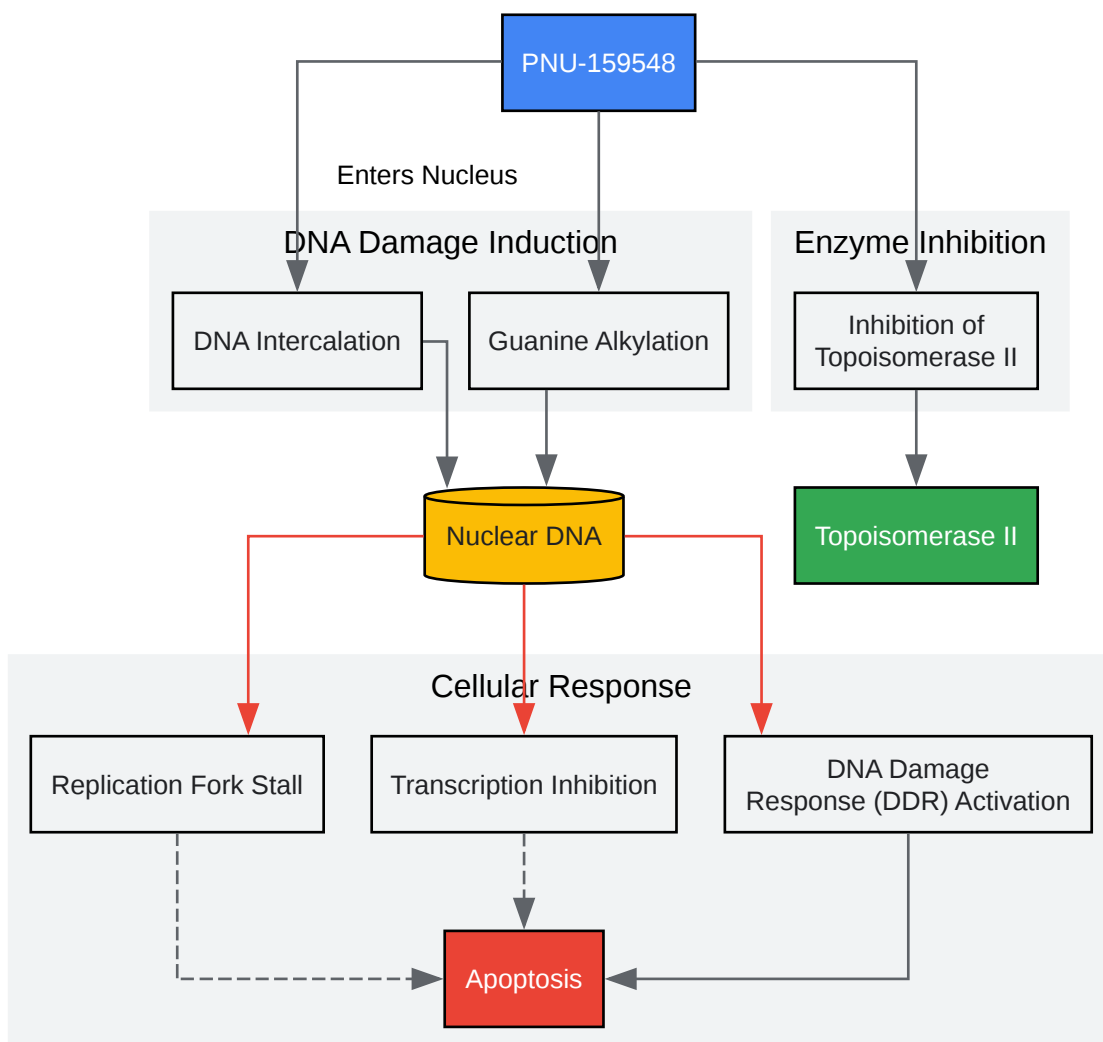 PNU-159548
Enters Nucleus
DNA Damage Induction
Enzyme Inhibition
DNA Intercalation
Guanine Alkylation
Inhibition of
Topoisomerase II
Nuclear DNA
Topoisomerase II
Cellular Response
Replication Fork Stall
Transcription Inhibition
DNA Damage
Response (DDR) Activation
Apoptosis